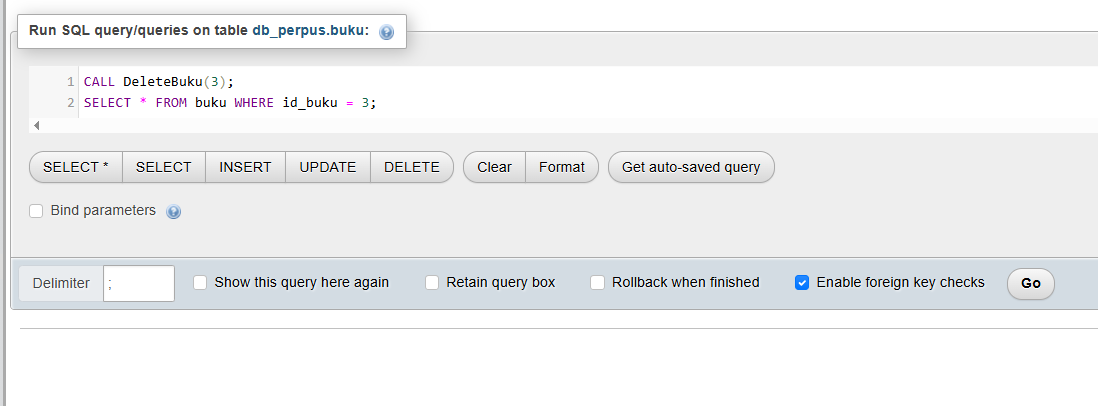 Run SQL query/queries on table db_perpus.buku:
1 CALL DeleteBuku(3);
2 SELECT * FROM buku WHERE id_buku = 3;
SELECT * SELECT INSERT UPDATE DELETE Clear Format Get auto-saved query
Bind parameters
Delimiter ; Show this query here again Retain query box Rollback when finished Enable foreign key checks Go